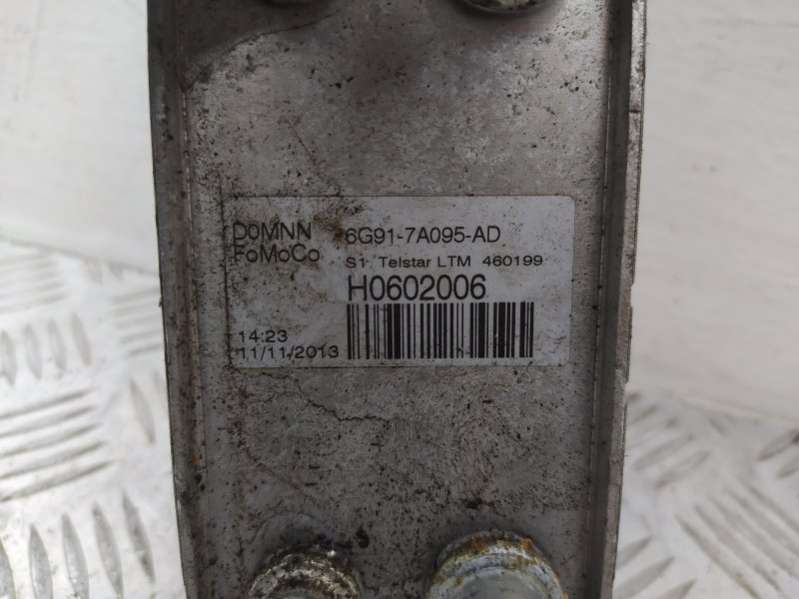 D0MNN 6G91-7A095-AD
FoMoCo S1 Telstar LTM 460199
H0602006
14:23
11/11/2013